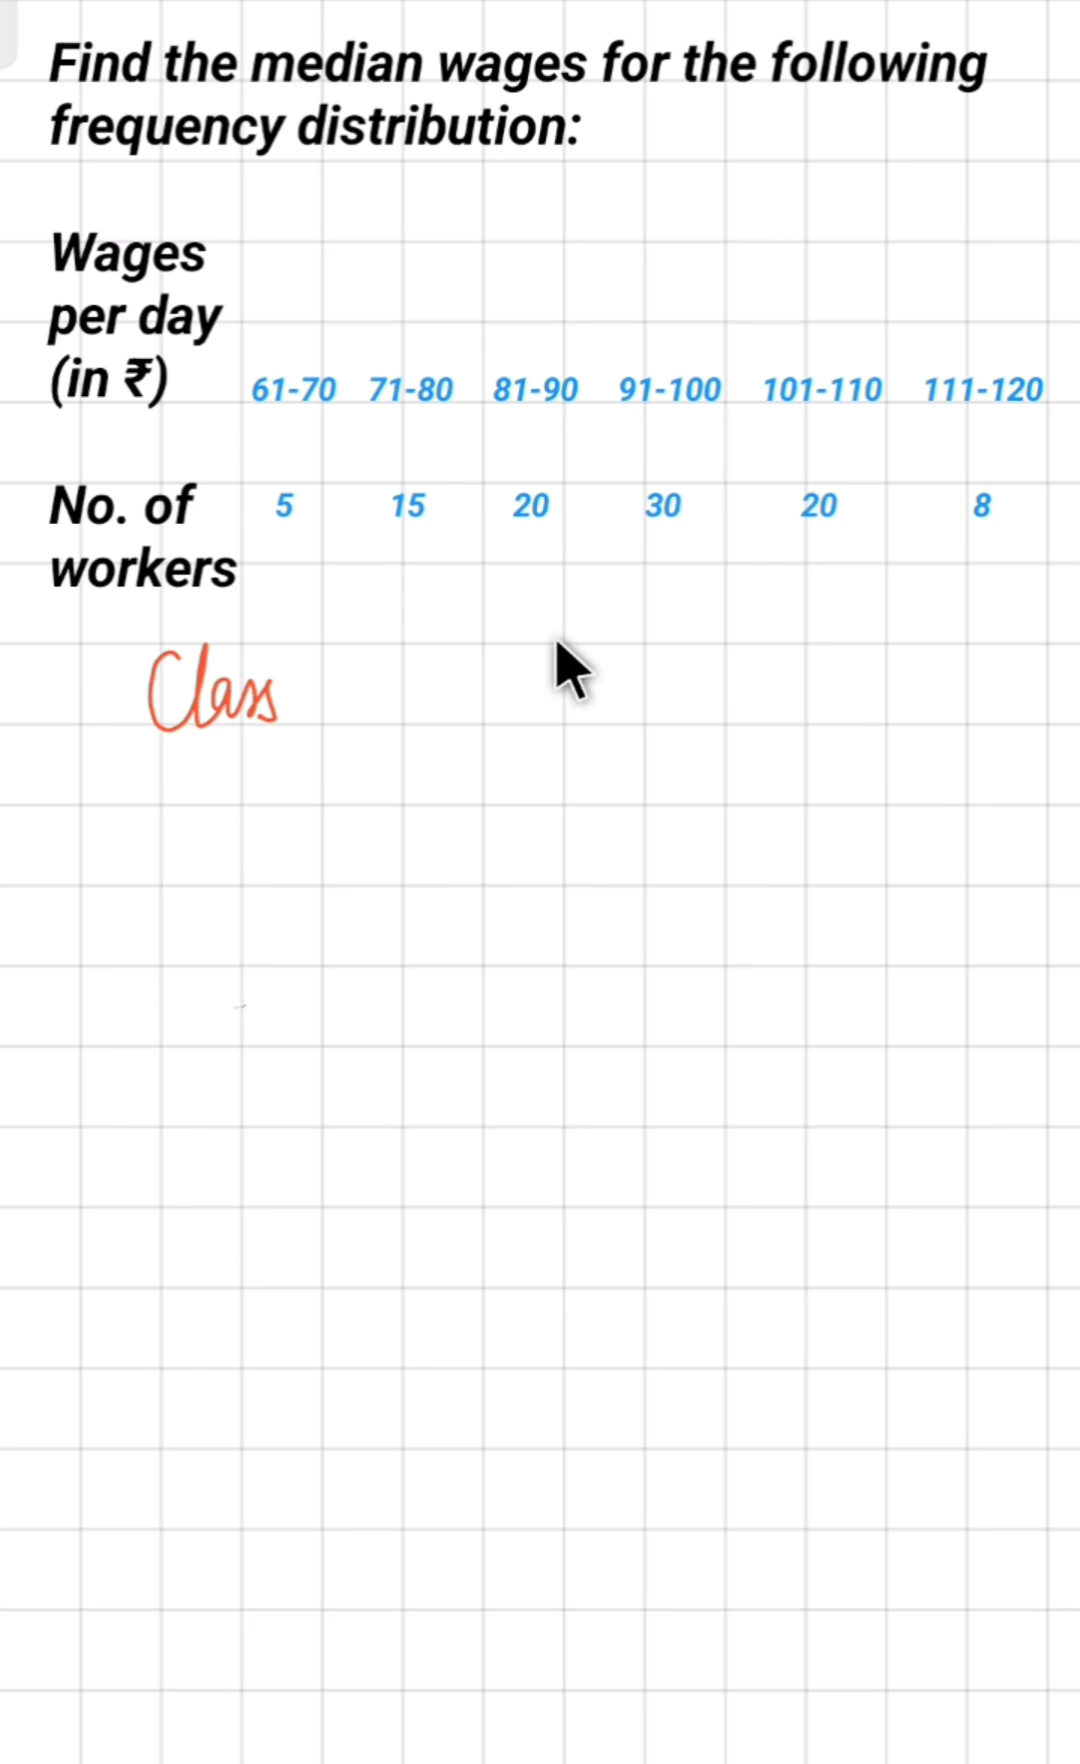 Find the median wages for the following
frequency distribution:
Wages
per day
(in ₹) 61-70 71-80 81-90 91-100 101-110 111-120
No. of 5 15 20 30 20 8
workers
Class